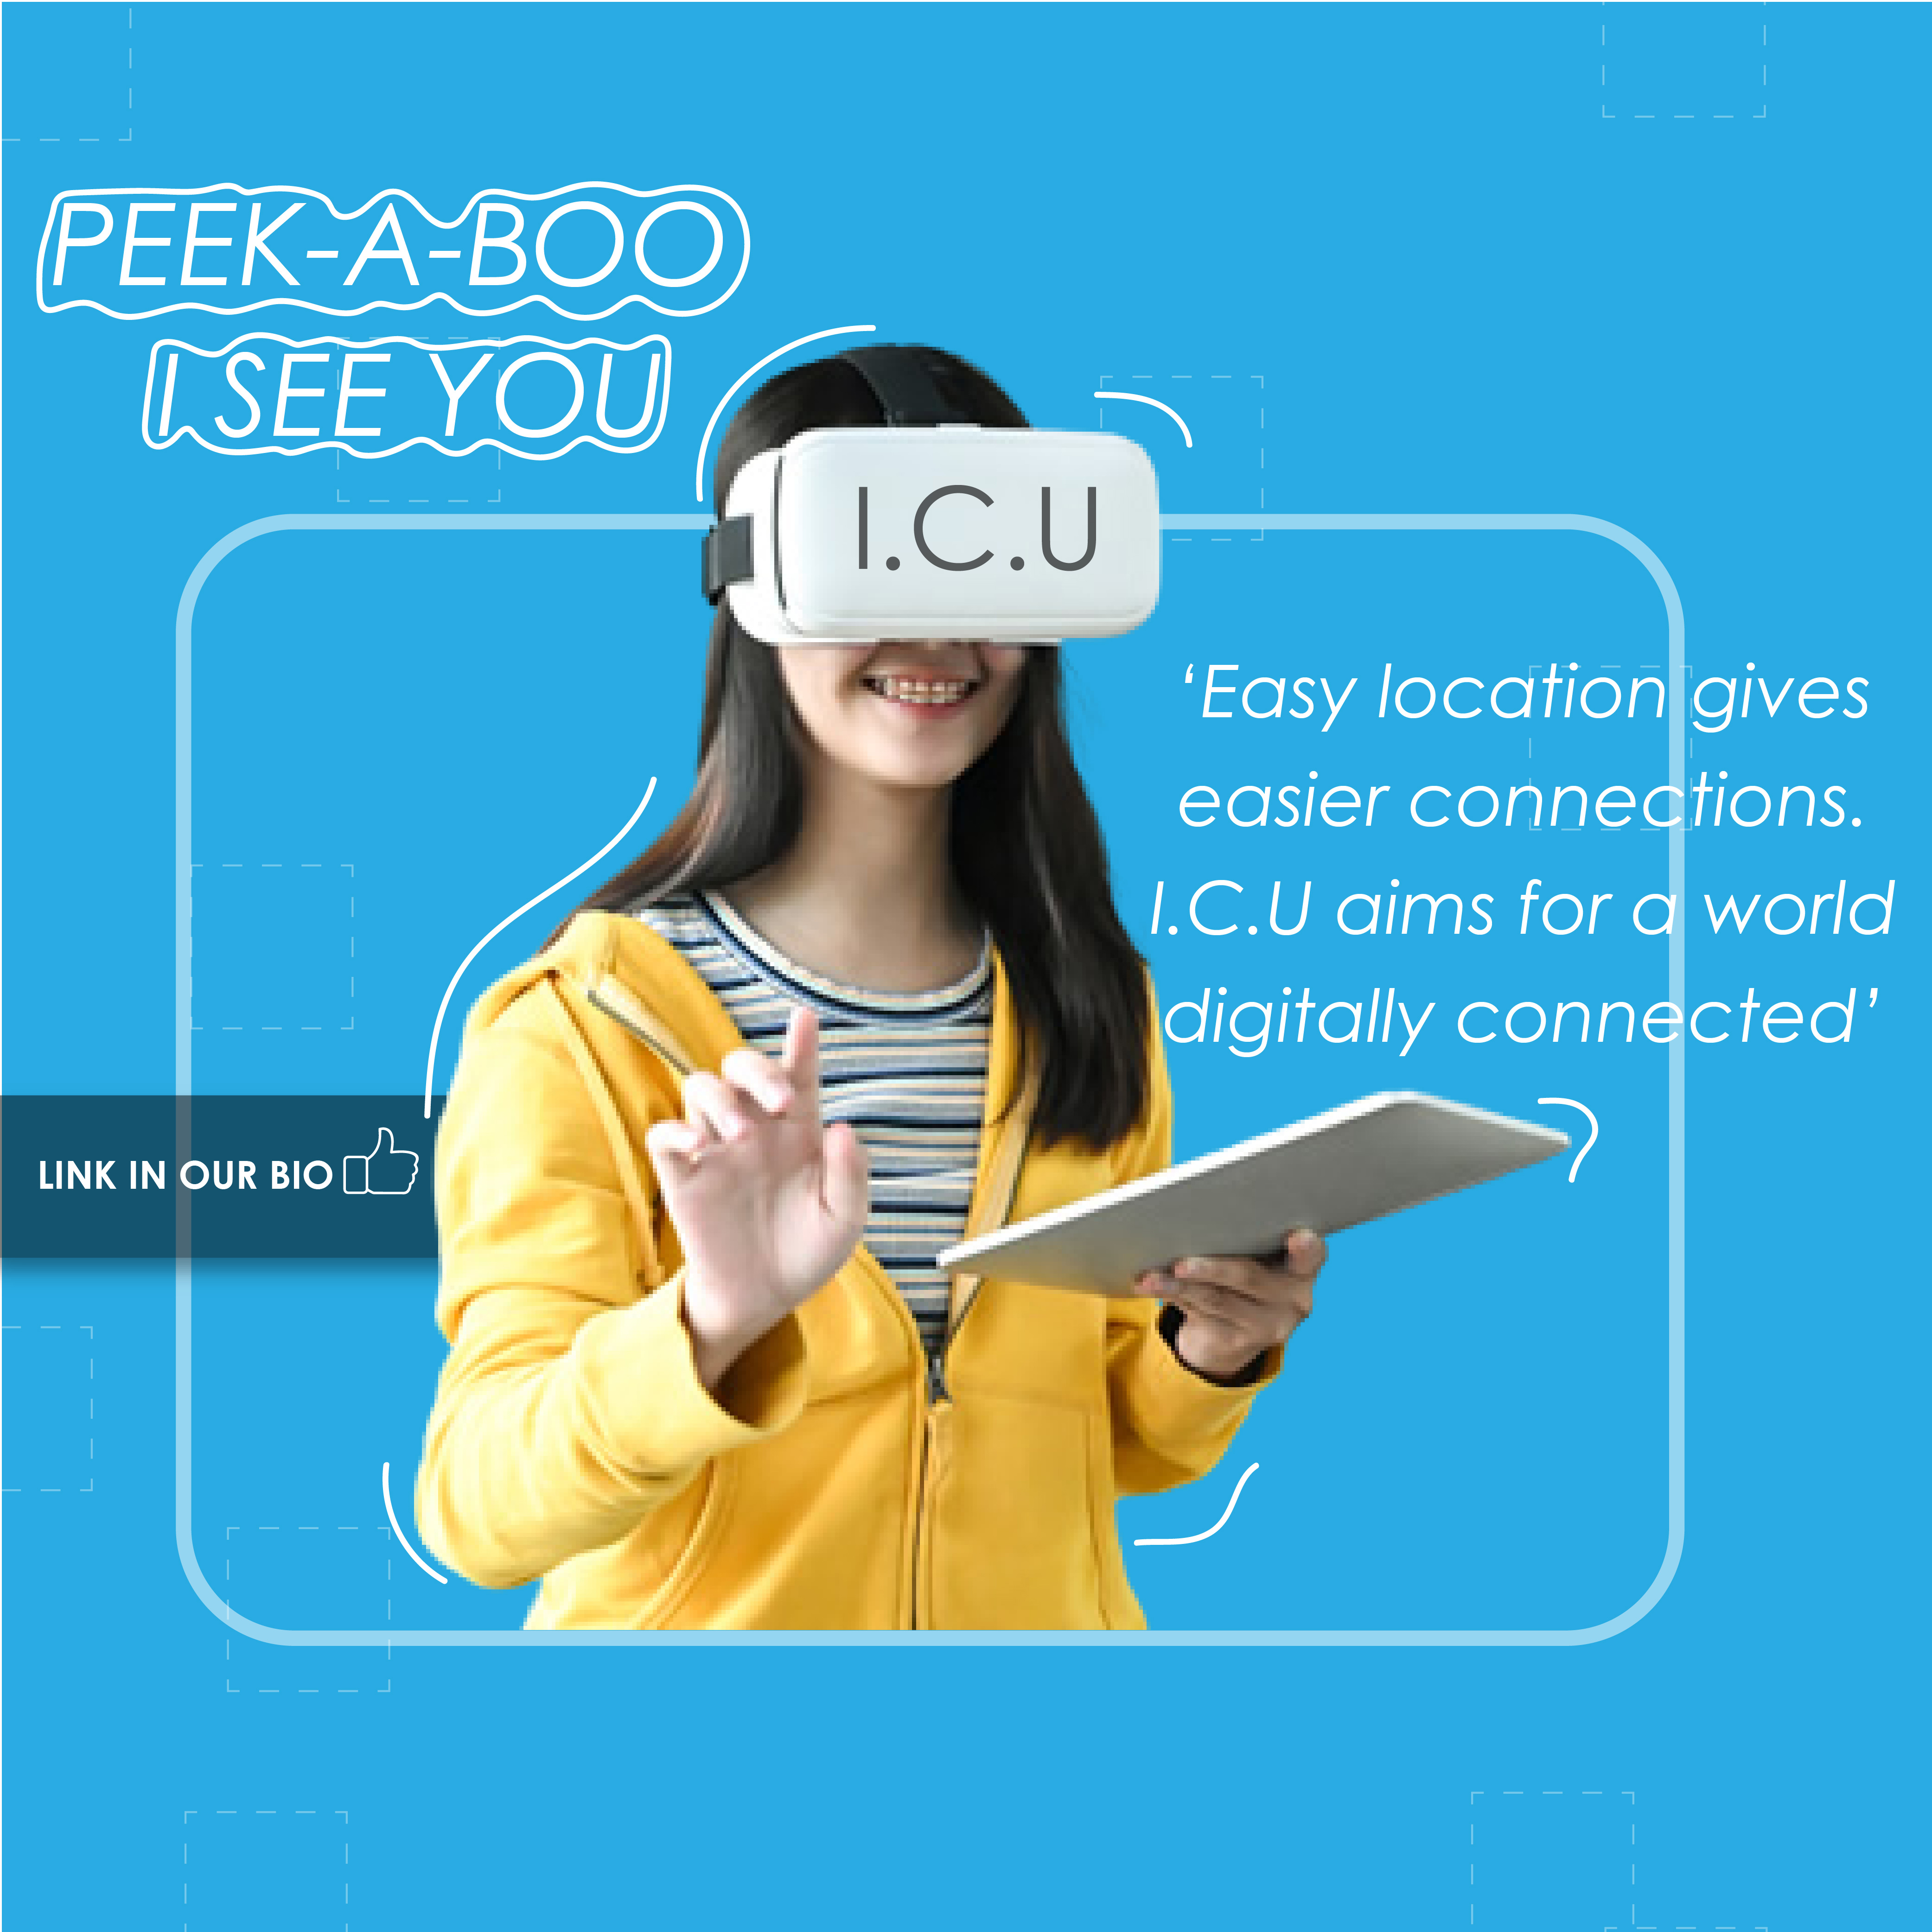 PEEK-A-BOO
I SEE YOU
I.C.U
‘Easy location gives
easier connections.
I.C.U aims for a world
digitally connected’
LINK IN OUR BIO